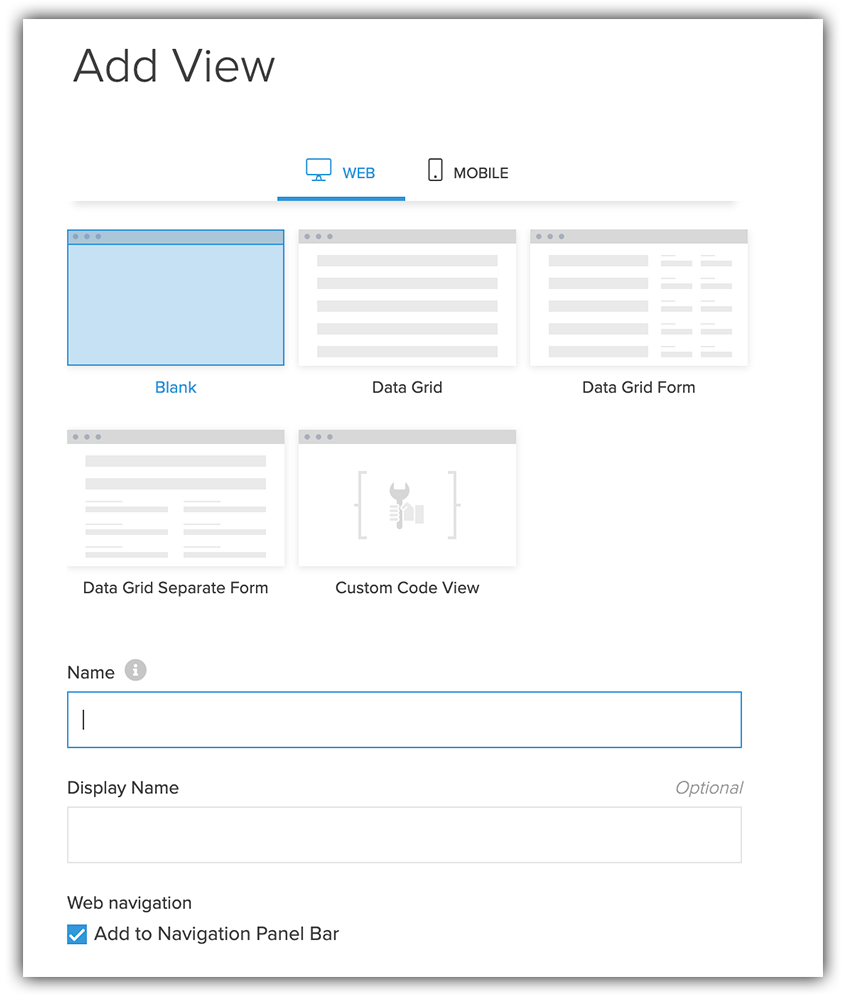 Add View
WEB MOBILE
Blank Data Grid Data Grid Form
Data Grid Separate Form Custom Code View
Name
Display Name Optional
Web navigation
Add to Navigation Panel Bar